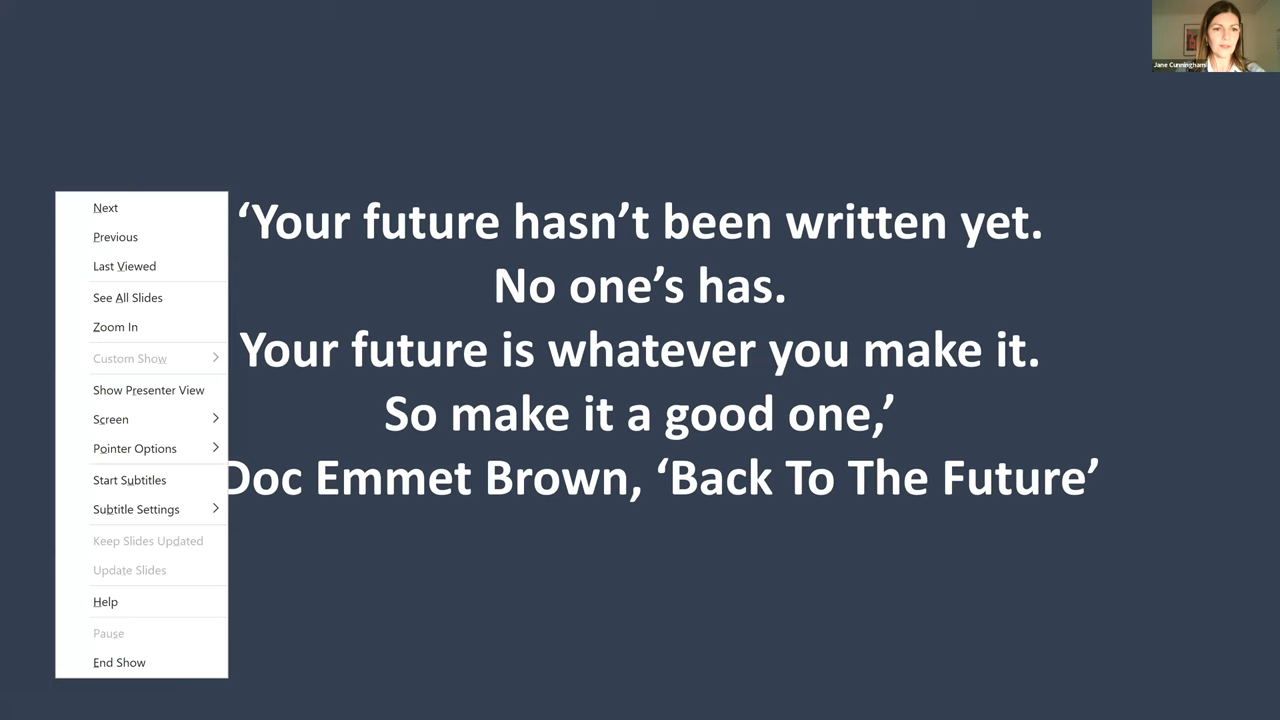 Jane Cunningham
Next
Previous
Last Viewed
See All Slides
Zoom In
Custom Show
Show Presenter View
Screen
Pointer Options
Start Subtitles
Subtitle Settings
Keep Slides Updated
Update Slides
Help
Pause
End Show
‘Your future hasn’t been written yet.
No one’s has.
Your future is whatever you make it.
So make it a good one,’
Doc Emmet Brown, ‘Back To The Future’